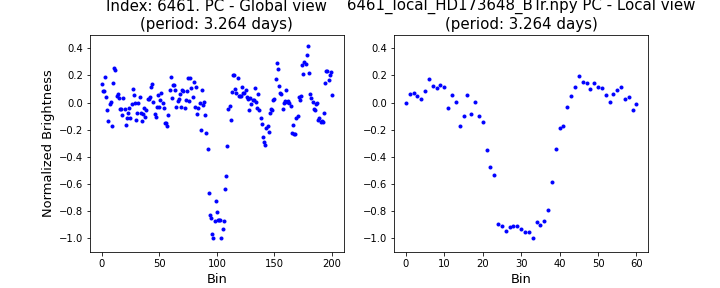 Index: 6461. PC - Global view
(period: 3.264 days)
6461_local_HD173648_BTr.npy PC - Local view
(period: 3.264 days)
Normalized Brightness
0.4
0.2
0.0
−0.2
−0.4
−0.6
−0.8
−1.0
0 50 100 150 200
Bin
0.4
0.2
0.0
−0.2
−0.4
−0.6
−0.8
−1.0
0 10 20 30 40 50 60
Bin